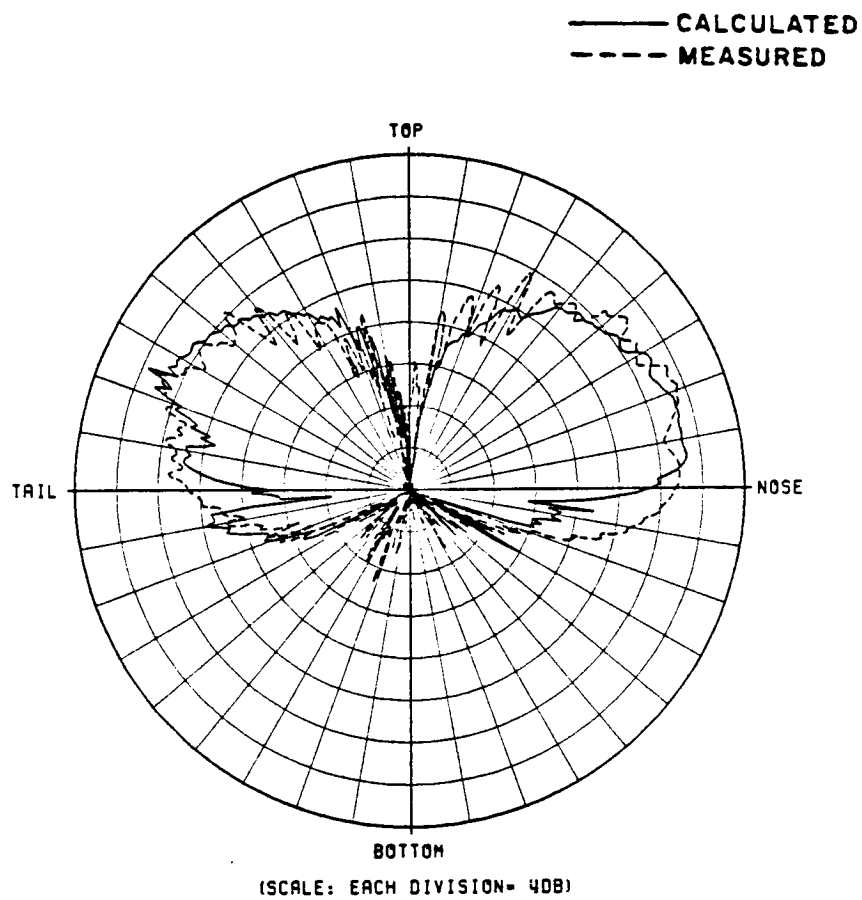 CALCULATED
MEASURED
TOP
TAIL
NOSE
BOTTOM
(SCALE: EACH DIVISION= 4DB)